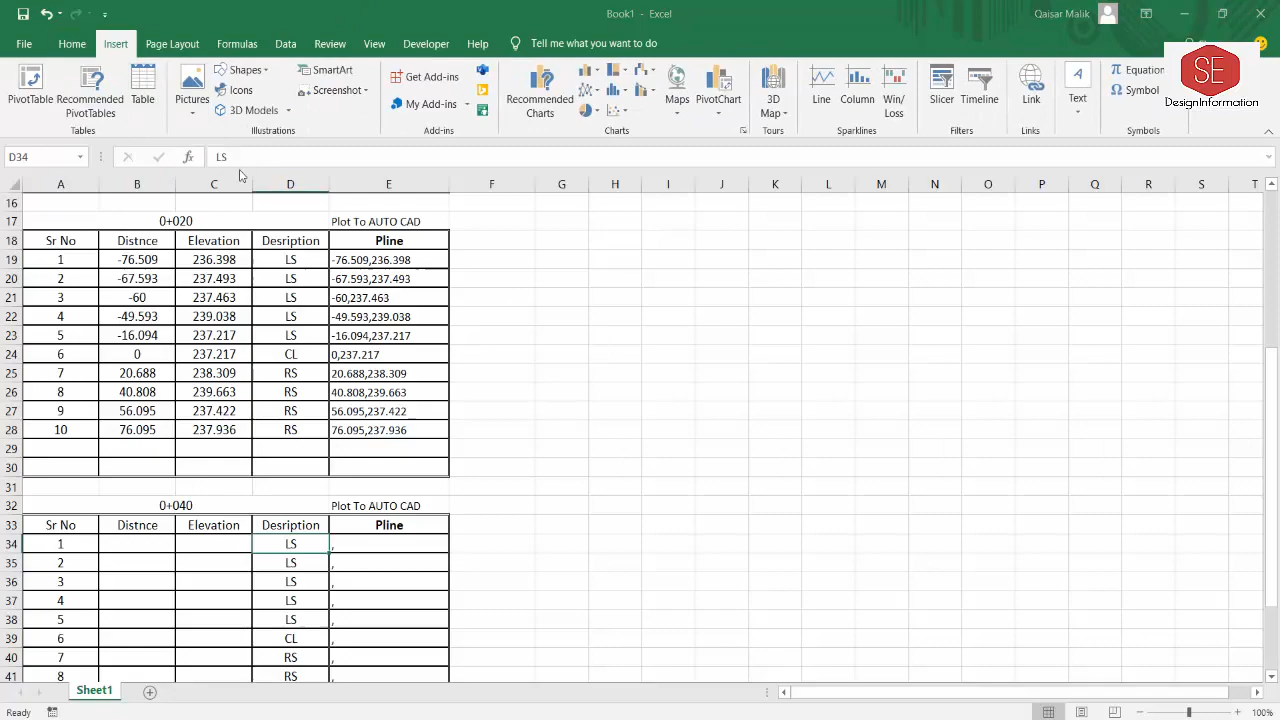 Book1 - Excel
Qaisar Malik
File Home Insert Page Layout Formulas Data Review View Developer Help Tell me what you want to do
PivotTable
Recommended
PivotTables
Table
Tables
Pictures
Shapes
Icons
3D Models
SmartArt
Screenshot
Illustrations
Get Add-ins
My Add-ins
Add-ins
Recommended
Charts
Maps
PivotChart
Charts
3D
Map
Tours
Line
Column
Win/
Loss
Sparklines
Slicer
Timeline
Filters
Link
Links
Text
Equation
Symbol
Symbols
SE
DesignInformation
D34 fx LS
A B C D E F G H I J K L M N O P Q R S T
16
17 0+020 Plot To AUTO CAD
18 Sr No Distnce Elevation Desription Pline
19 1 -76.509 236.398 LS -76.509,236.398
20 2 -67.593 237.493 LS -67.593,237.493
21 3 -60 237.463 LS -60,237.463
22 4 -49.593 239.038 LS -49.593,239.038
23 5 -16.094 237.217 LS -16.094,237.217
24 6 0 237.217 CL 0,237.217
25 7 20.688 238.309 RS 20.688,238.309
26 8 40.808 239.663 RS 40.808,239.663
27 9 56.095 237.422 RS 56.095,237.422
28 10 76.095 237.936 RS 76.095,237.936
29
30
31
32 0+040 Plot To AUTO CAD
33 Sr No Distnce Elevation Desription Pline
34 1 LS ,
35 2 LS ,
36 3 LS ,
37 4 LS ,
38 5 LS ,
39 6 CL ,
40 7 RS ,
41 8 RS ,
Sheet1
Ready
100%